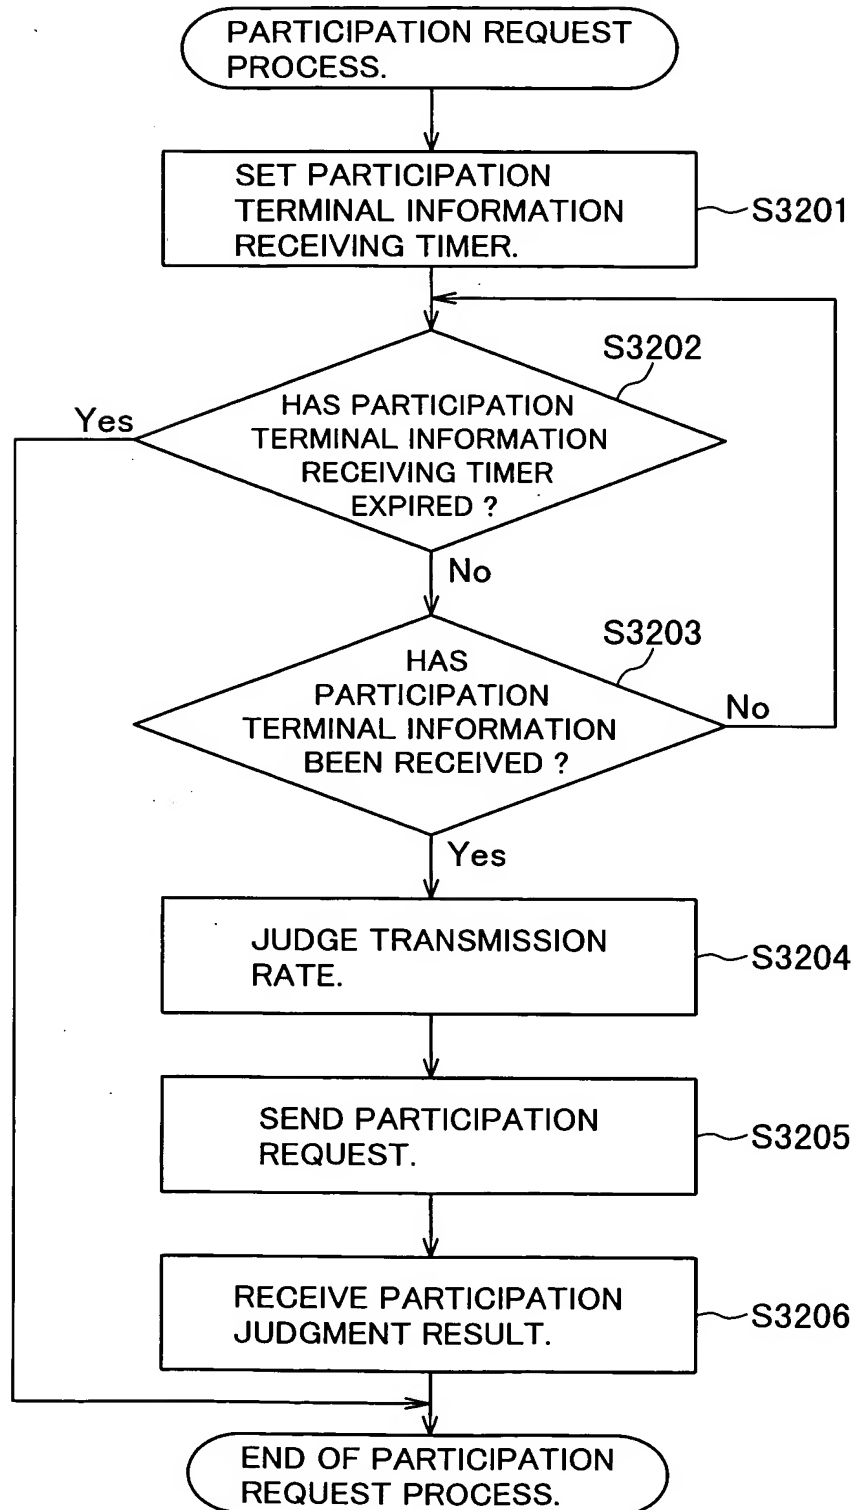 PARTICIPATION REQUEST
PROCESS.
SET PARTICIPATION
TERMINAL INFORMATION
RECEIVING TIMER.
S3201
S3202
HAS PARTICIPATION
TERMINAL INFORMATION
RECEIVING TIMER
EXPIRED ?
Yes
No
S3203
HAS
PARTICIPATION
TERMINAL INFORMATION
BEEN RECEIVED ?
No
Yes
JUDGE TRANSMISSION
RATE.
S3204
SEND PARTICIPATION
REQUEST.
S3205
RECEIVE PARTICIPATION
JUDGMENT RESULT.
S3206
END OF PARTICIPATION
REQUEST PROCESS.